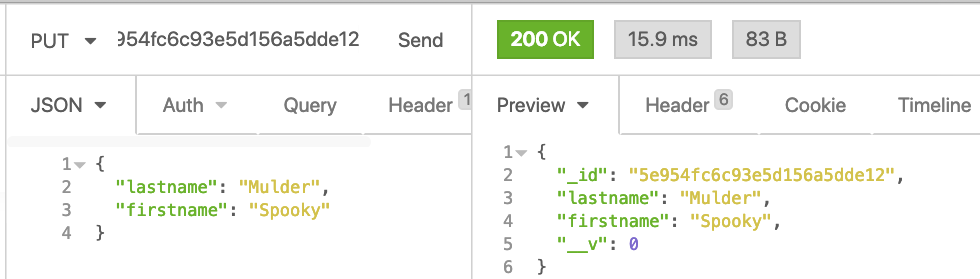 PUT 954fc6c93e5d156a5dde12 Send
200 OK 15.9 ms 83 B
JSON Auth Query Header 1
Preview Header 6 Cookie Timeline
1 {
2 "lastname": "Mulder",
3 "firstname": "Spooky"
4 }
1 {
2 "_id": "5e954fc6c93e5d156a5dde12",
3 "lastname": "Mulder",
4 "firstname": "Spooky",
5 "__v": 0
6 }